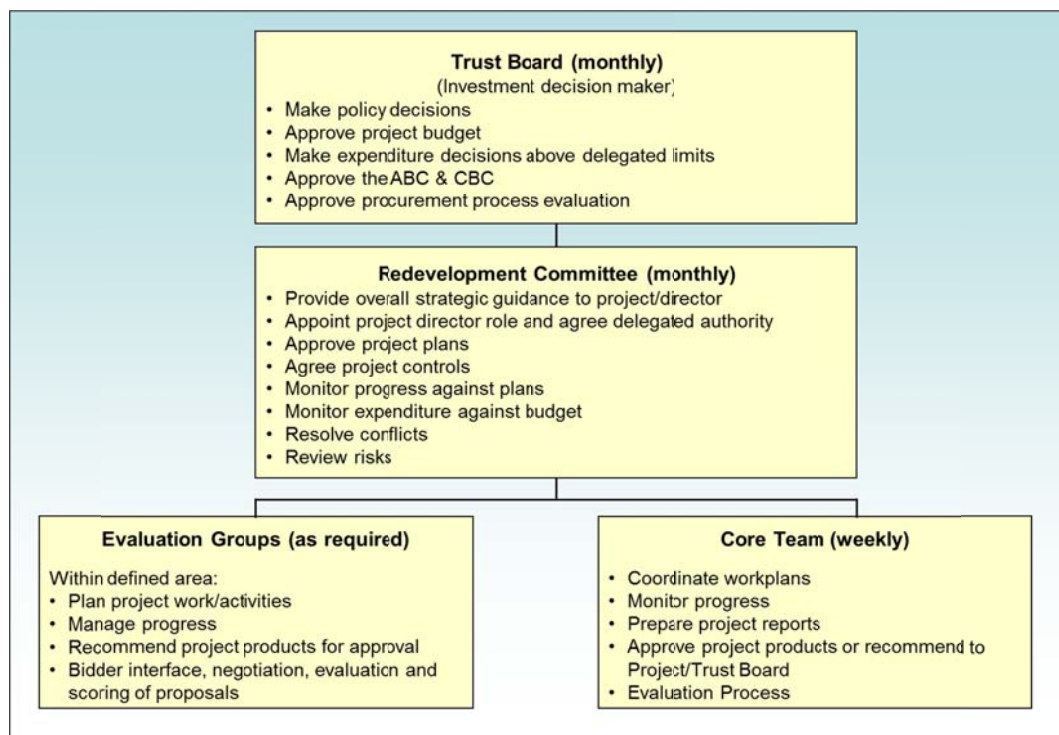 Trust Board (monthly)
(Investment decision maker)
• Make policy decisions
• Approve project budget
• Make expenditure decisions above delegated limits
• Approve the ABC & CBC
• Approve procurement process evaluation
Redevelopment Committee (monthly)
• Provide overall strategic guidance to project/director
• Appoint project director role and agree delegated authority
• Approve project plans
• Agree project controls
• Monitor progress against plans
• Monitor expenditure against budget
• Resolve conflicts
• Review risks
Evaluation Groups (as required)
Within defined area:
• Plan project work/activities
• Manage progress
• Recommend project products for approval
• Bidder interface, negotiation, evaluation and
scoring of proposals
Core Team (weekly)
• Coordinate workplans
• Monitor progress
• Prepare project reports
• Approve project products or recommend to
Project/Trust Board
• Evaluation Process